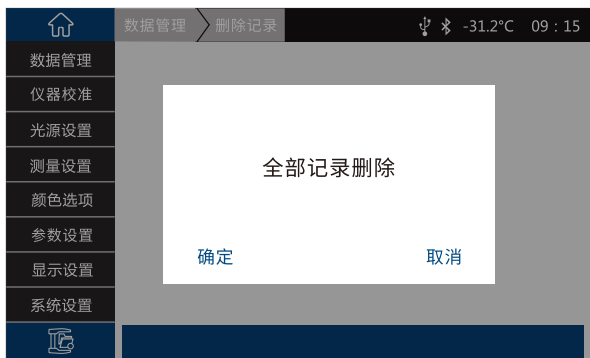 数据管理 删除记录 -31.2°C 09 : 15
数据管理
仪器校准
光源设置
测量设置
颜色选项
参数设置
显示设置
系统设置
全部记录删除
确定 取消